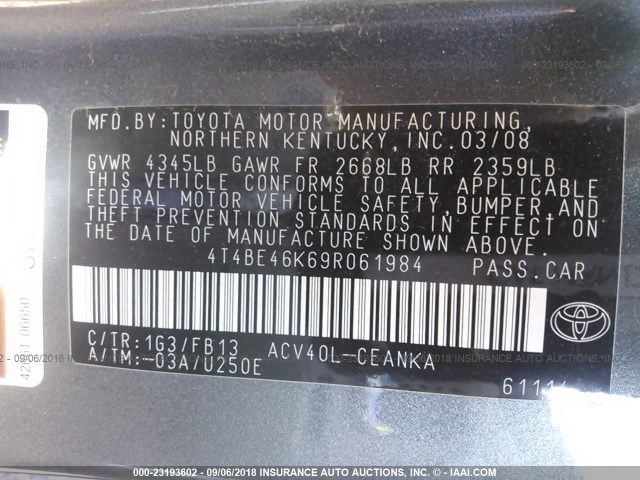 MFD.BY:TOYOTA MOTOR MANUFACTURING,
NORTHERN KENTUCKY,INC.03/08
GVWR 4345LB GAWR FR 2668LB RR 2359LB
THIS VEHICLE CONFORMS TO ALL APPLICABLE
FEDERAL MOTOR VEHICLE SAFETY,BUMPER,AND
THEFT PREVENTION STANDARDS IN EFFECT ON
THE DATE OF MANUFACTURE SHOWN ABOVE.
4T4BE46K69R061984 PASS.CAR
C/TR:1G3/FB13 ACV40L-CEANKA
A/TM:-03A/U250E
6111
000-23193602 - 09/06/2018 INSURANCE AUTO AUCTIONS, INC. - IAAI.COM